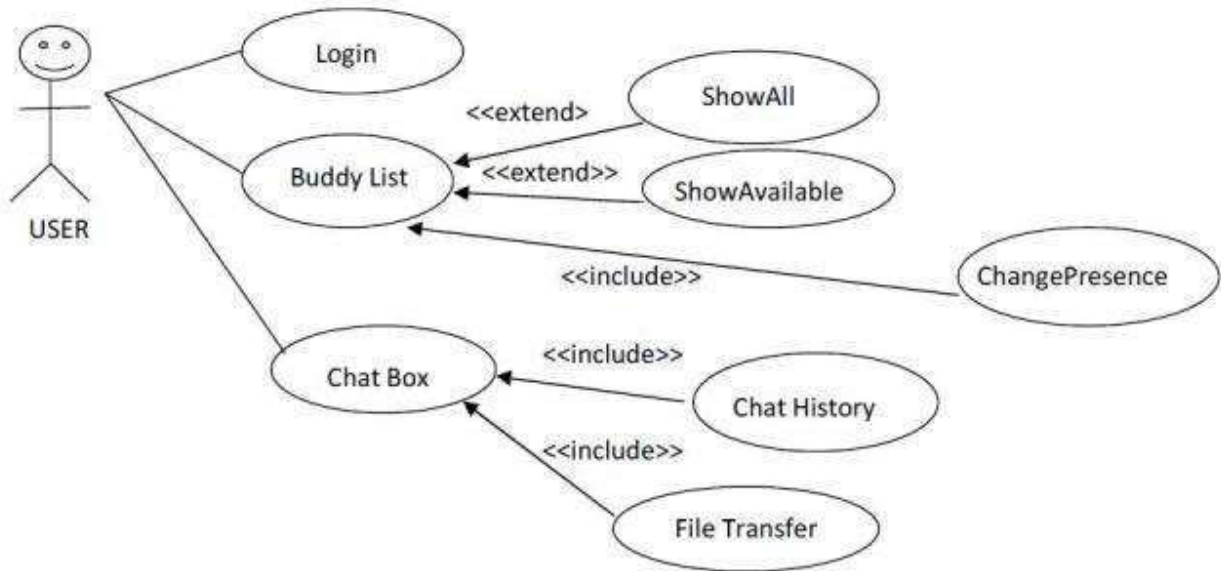 Login
ShowAll
<<extend>
Buddy List
<<extend>>
ShowAvailable
USER
<<include>>
ChangePresence
<<include>>
Chat Box
Chat History
<<include>>
File Transfer